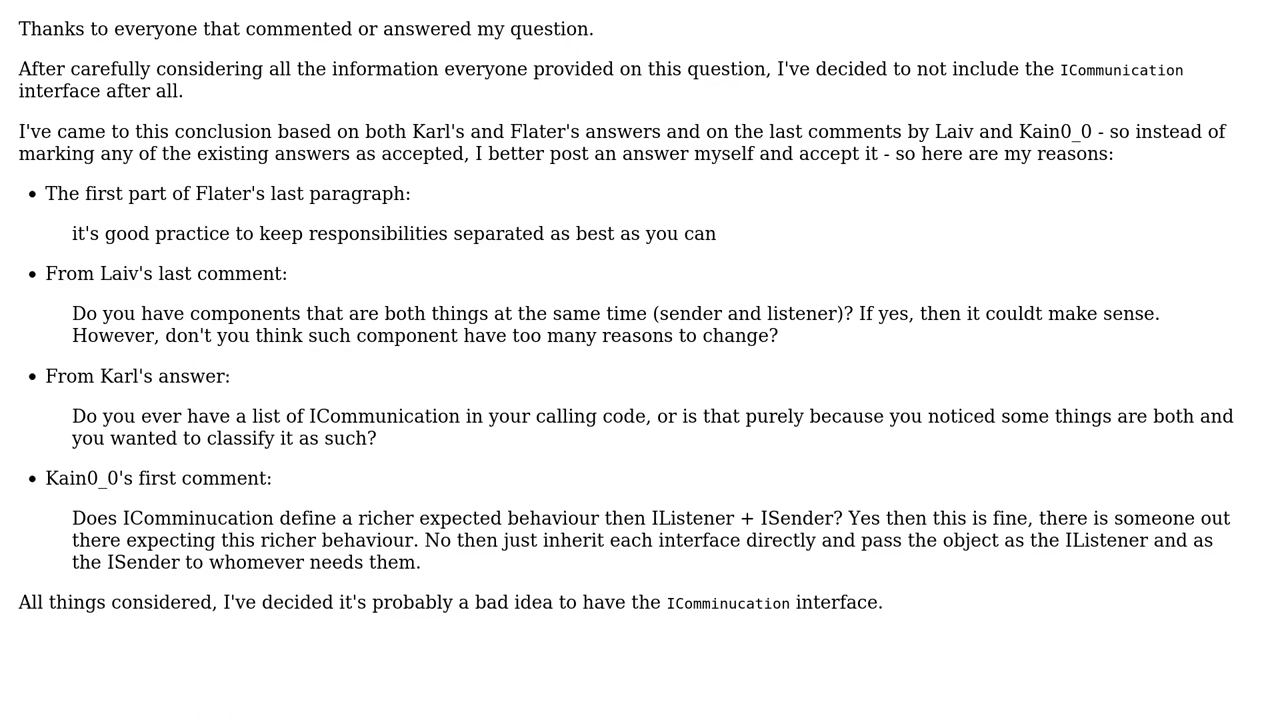 Thanks to everyone that commented or answered my question.
After carefully considering all the information everyone provided on this question, I've decided to not include the ICommunication
interface after all.
I've came to this conclusion based on both Karl's and Flater's answers and on the last comments by Laiv and Kain0_0 - so instead of
marking any of the existing answers as accepted, I better post an answer myself and accept it - so here are my reasons:
• The first part of Flater's last paragraph:
it's good practice to keep responsibilities separated as best as you can
• From Laiv's last comment:
Do you have components that are both things at the same time (sender and listener)? If yes, then it couldt make sense.
However, don't you think such component have too many reasons to change?
• From Karl's answer:
Do you ever have a list of ICommunication in your calling code, or is that purely because you noticed some things are both and
you wanted to classify it as such?
• Kain0_0's first comment:
Does IComminucation define a richer expected behaviour then IListener + ISender? Yes then this is fine, there is someone out
there expecting this richer behaviour. No then just inherit each interface directly and pass the object as the IListener and as
the ISender to whomever needs them.
All things considered, I've decided it's probably a bad idea to have the IComminucation interface.